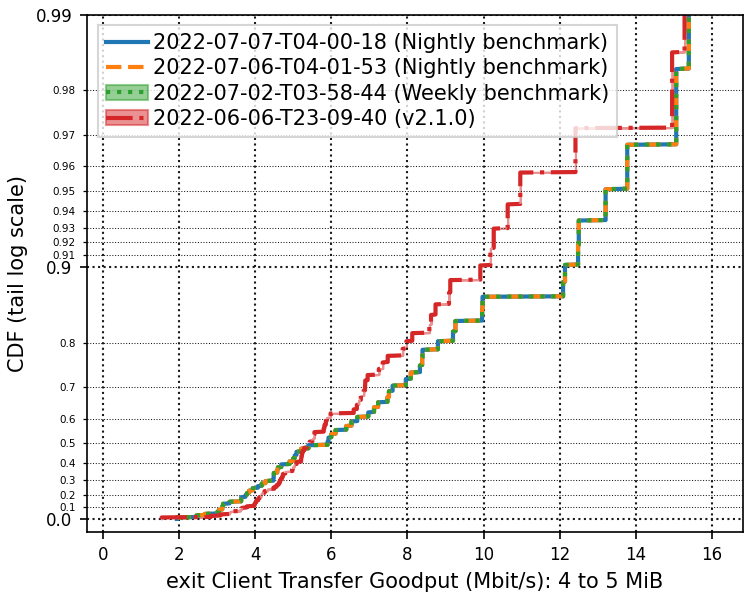 0.99
2022-07-07-T04-00-18 (Nightly benchmark)
2022-07-06-T04-01-53 (Nightly benchmark)
2022-07-02-T03-58-44 (Weekly benchmark)
2022-06-06-T23-09-40 (v2.1.0)
0.98
0.97
0.96
0.95
0.94
0.93
0.92
0.91
0.9
0.8
0.7
0.6
0.5
0.4
0.3
0.2
0.1
0.0
CDF (tail log scale)
0 2 4 6 8 10 12 14 16
exit Client Transfer Goodput (Mbit/s): 4 to 5 MiB